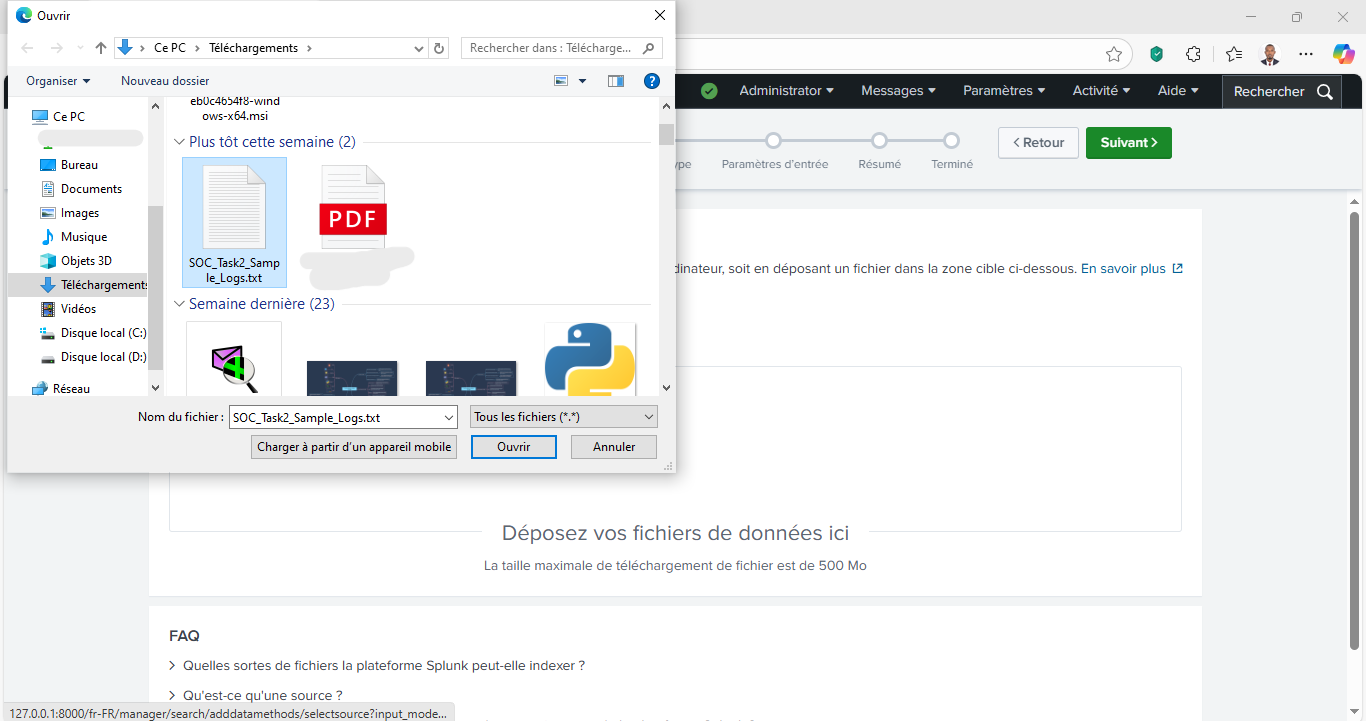 Ouvrir
Ce PC > Téléchargements >
Rechercher dans : Télécharge...
Organiser
Nouveau dossier
Ce PC
Bureau
Documents
Images
Musique
Objets 3D
Téléchargements
Vidéos
Disque local (C:)
Disque local (D:)
Réseau
eb0c4654f8-wind
ows-x64.msi
Plus tôt cette semaine (2)
PDF
SOC_Task2_Samp
le_Logs.txt
Semaine dernière (23)
Nom du fichier :
SOC_Task2_Sample_Logs.txt
Tous les fichiers (*.*)
Charger à partir d'un appareil mobile
Ouvrir
Annuler
Administrator
Messages
Paramètres
Activité
Aide
Rechercher
ype
Paramètres d'entrée
Résumé
Terminé
< Retour
Suivant >
dinateur, soit en déposant un fichier dans la zone cible ci-dessous. En savoir plus
Déposez vos fichiers de données ici
La taille maximale de téléchargement de fichier est de 500 Mo
FAQ
> Quelles sortes de fichiers la plateforme Splunk peut-elle indexer ?
> Qu'est-ce qu'une source ?
127.0.0.1:8000/fr-FR/manager/search/adddatamethods/selectsource?input_mode...